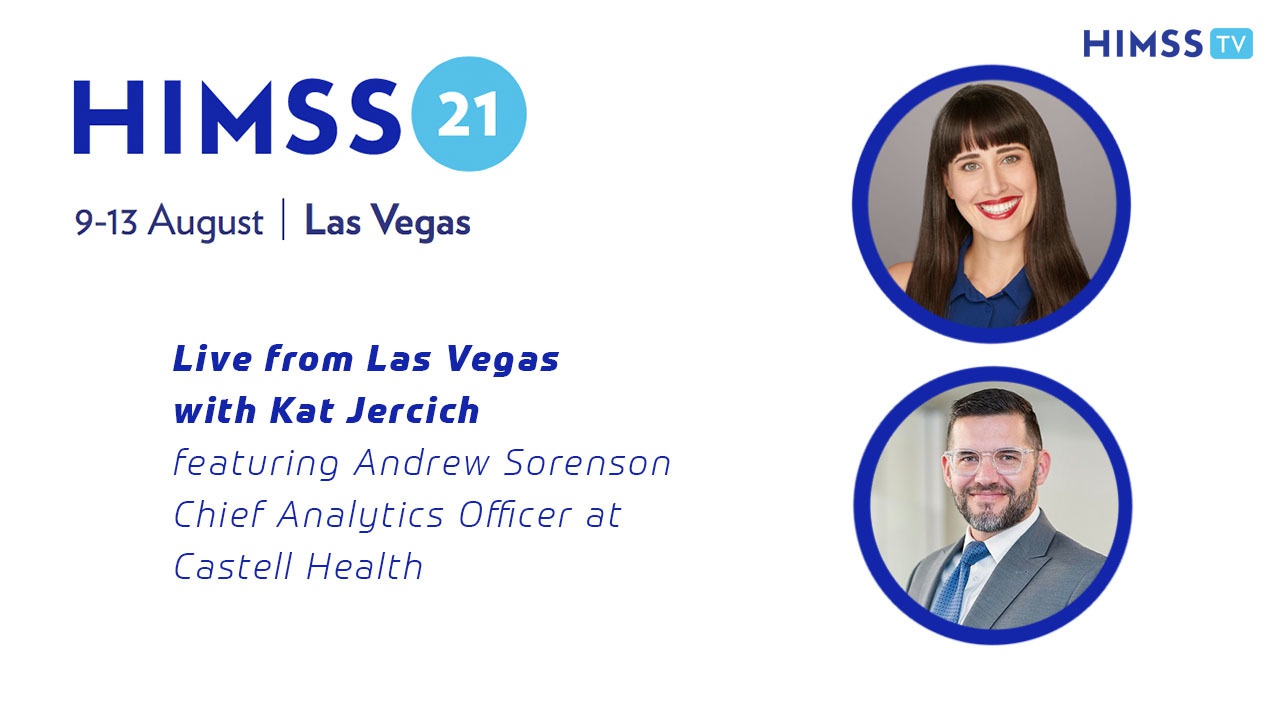 HIMSS TV
HIMSS 21
9-13 August | Las Vegas
Live from Las Vegas
with Kat Jercich
featuring Andrew Sorenson
Chief Analytics Officer at
Castell Health